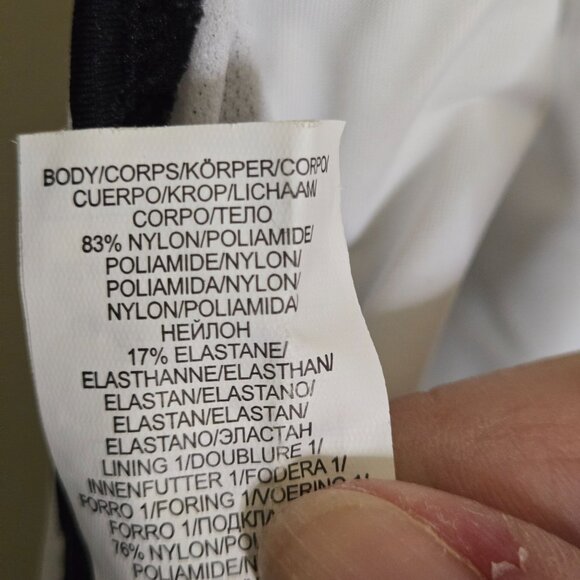 BODY/CORPS/KÖRPER/CORPO/
CUERPO/KROP/LICHAAM/
CORPO/ТЕЛО
83% NYLON/POLIAMIDE/
POLIAMIDE/NYLON/
POLIAMIDA/NYLON/
NYLON/POLIAMIDA/
НЕЙЛОН
17% ELASTANE/
ELASTHANNE/ELASTHAN/
ELASTAN/ELASTANO/
ELASTAN/ELASTAN/
ELASTANO/ЭЛАСТАН
LINING 1/DOUBLURE 1/
INNENFUTTER 1/FODERA 1/
FORRO 1/FORING 1/VOERING 1/
FORRO 1/
76% NYLON/
POLIAMIDE/